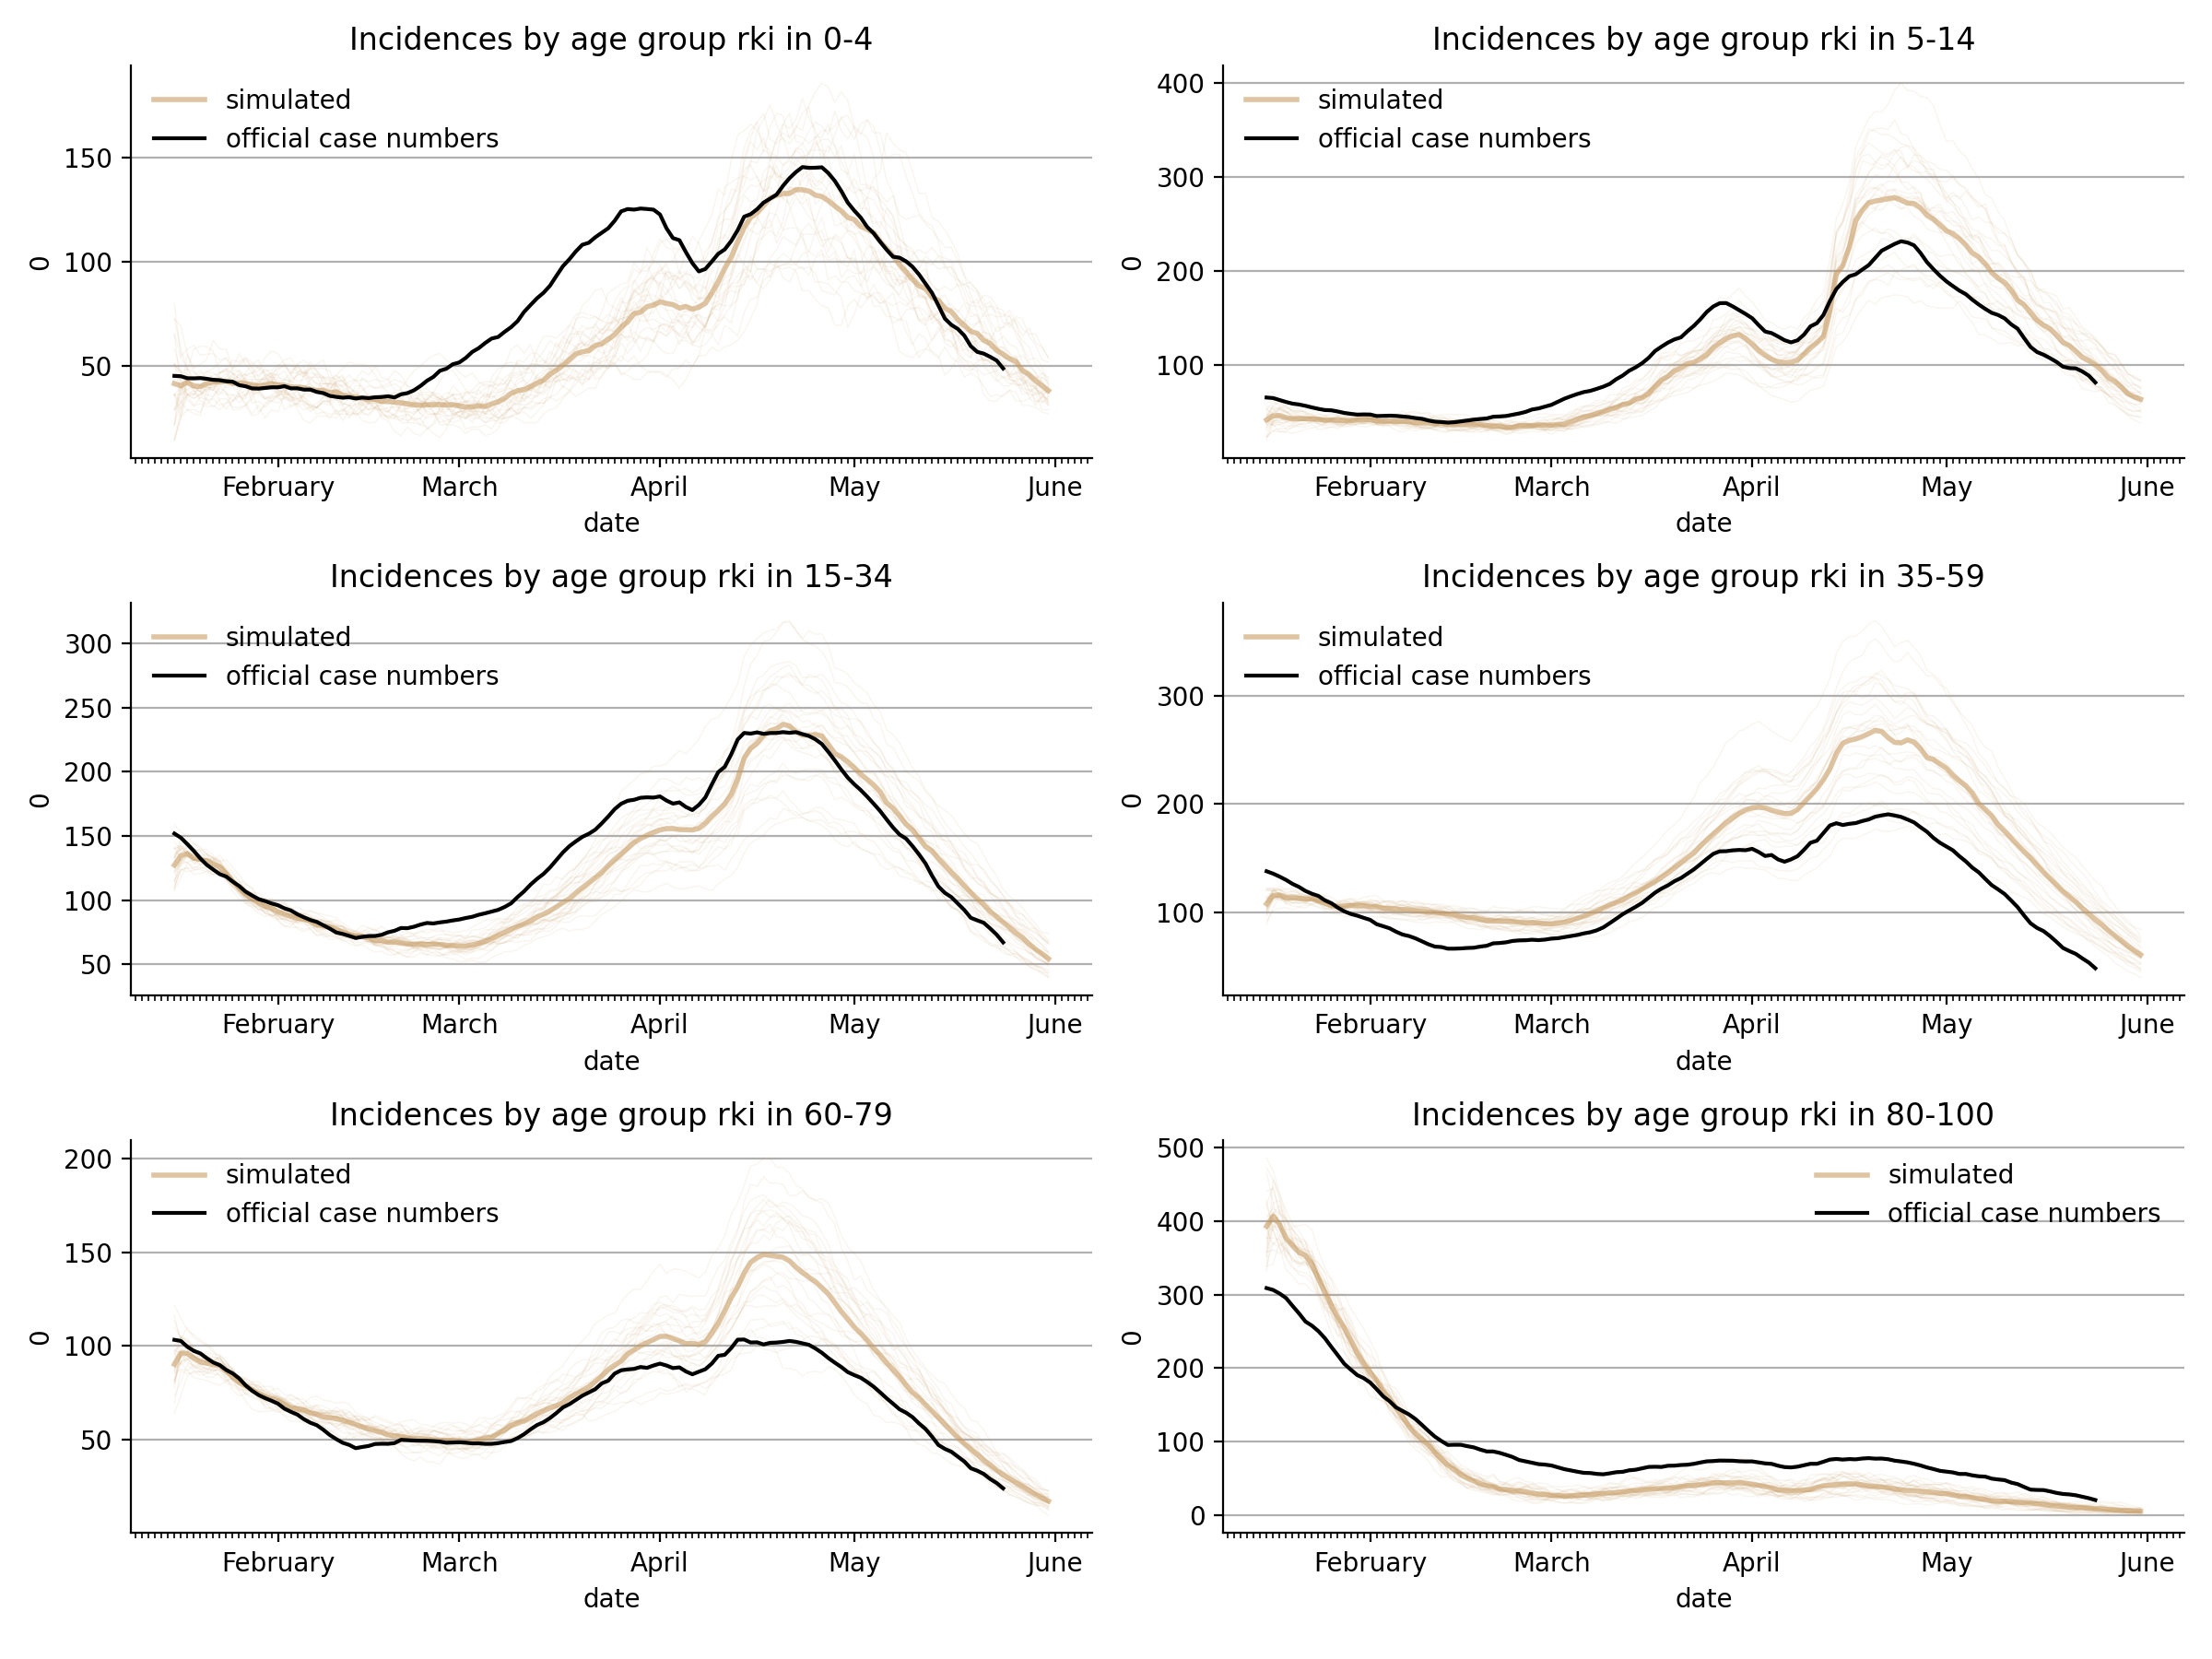 Incidences by age group rki in 0-4
simulated
official case numbers
0
150
100
50
February March April May June
date
Incidences by age group rki in 5-14
simulated
official case numbers
0
400
300
200
100
February March April May June
date
Incidences by age group rki in 15-34
simulated
official case numbers
0
300
250
200
150
100
50
February March April May June
date
Incidences by age group rki in 35-59
simulated
official case numbers
0
300
200
100
February March April May June
date
Incidences by age group rki in 60-79
simulated
official case numbers
0
200
150
100
50
February March April May June
date
Incidences by age group rki in 80-100
simulated
official case numbers
0
500
400
300
200
100
0
February March April May June
date